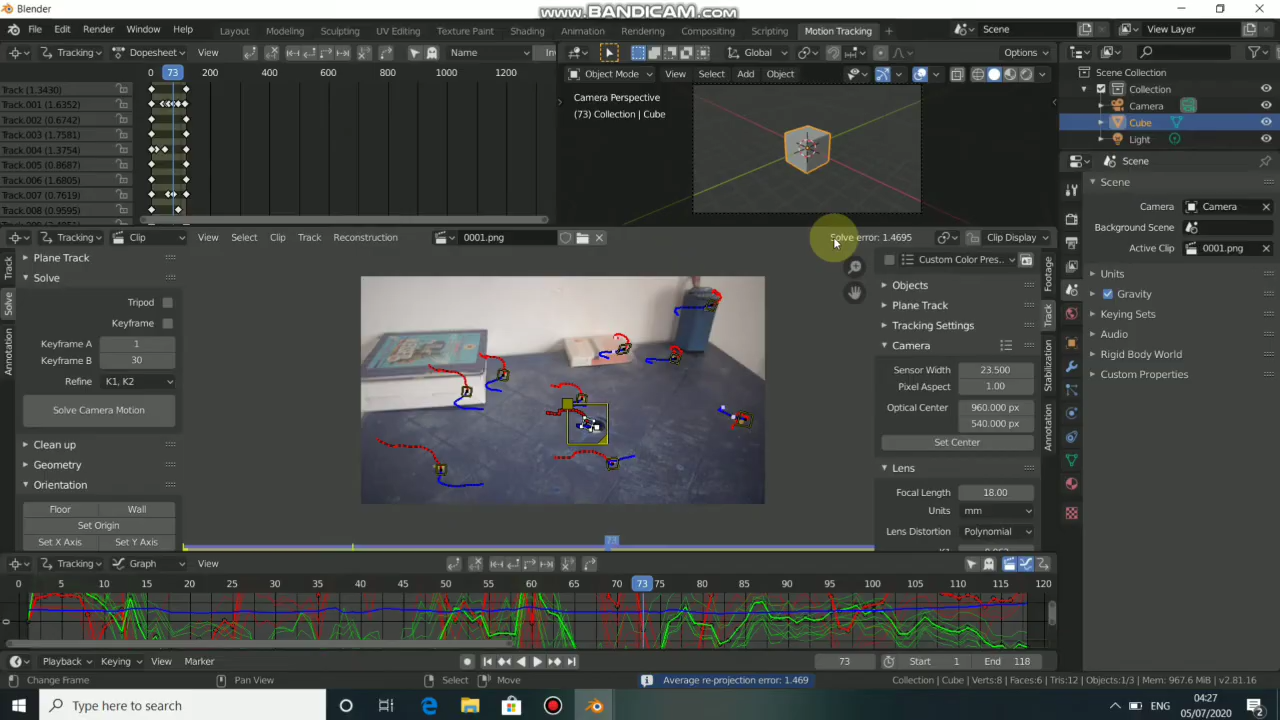 Blender
www.BANDICAM.com
File Edit Render Window Help Layout Modeling Sculpting UV Editing Texture Paint Shading Animation Rendering Compositing Scripting Motion Tracking + Scene View Layer
Tracking Dopesheet View Name Inv Global Options
0 73 200 400 600 800 1000 1200
Object Mode View Select Add Object
Track (1.3430)
Track.001 (1.6352)
Track.002 (0.6742)
Track.003 (1.7581)
Track.004 (1.3754)
Track.005 (0.8687)
Track.006 (1.6805)
Track.007 (0.7619)
Track.008 (0.9595)
Camera Perspective
(73) Collection | Cube
Scene Collection
Collection
Camera
Cube
Light
Scene
Scene
Camera Camera
Background Scene
Active Clip 0001.png
Units
Gravity
Keying Sets
Audio
Rigid Body World
Custom Properties
Tracking Clip View Select Clip Track Reconstruction 0001.png Solve error: 1.4695 Clip Display
Track
Solve
Annotation
Plane Track
Solve
Tripod
Keyframe
Keyframe A 1
Keyframe B 30
Refine K1, K2
Solve Camera Motion
Clean up
Geometry
Orientation
Floor Wall
Set Origin
Set X Axis Set Y Axis
73
Custom Color Pres..
Objects
Plane Track
Tracking Settings
Camera
Sensor Width 23.500
Pixel Aspect 1.00
Optical Center 960.000 px
540.000 px
Set Center
Lens
Focal Length 18.00
Units mm
Lens Distortion Polynomial
Footage
Track
Stabilization
Annotation
Tracking Graph View
0 5 10 15 20 25 30 35 40 45 50 55 60 65 70 73 80 85 90 95 100 105 110 115 120
0
Playback Keying View Marker 73 Start 1 End 118
Change Frame Pan View Select Move Average re-projection error: 1.469 Collection | Cube | Verts:8 | Faces:6 | Tris:12 | Objects:1/3 | Mem: 967.6 MiB | v2.81.16
Type here to search
ENG
04:27
05/07/2020
2